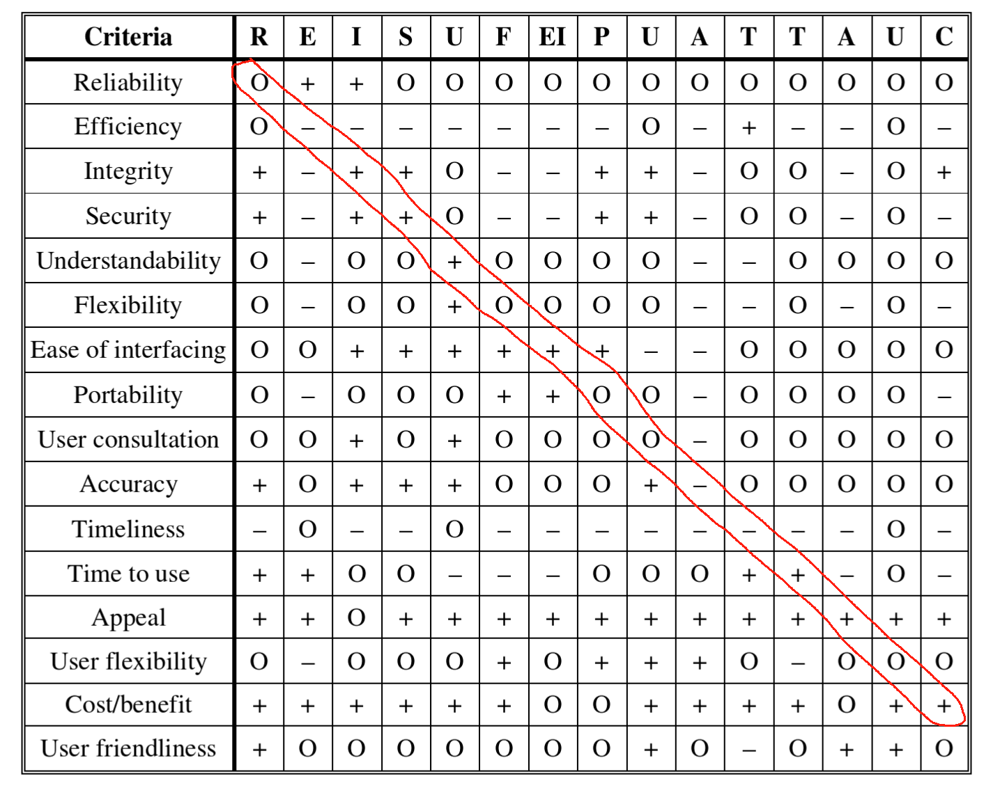 Criteria R E I S U F EI P U A T T A U C
Reliability O + + O O O O O O O O O O O O
Efficiency O – – – – – – – O – + – – O –
Integrity + – + + O – – + + – O O – O +
Security + – + + O – – + + – O O – O –
Understandability O – O O + O O O O – – O O O O
Flexibility O – O O + O O O O – – O – O –
Ease of interfacing O O + + + + + + – – O O O O O
Portability O – O O O + + O O – O O O O –
User consultation O O + O + O O O O – O O O O O
Accuracy + O + + + O O O + – O O O O O
Timeliness – O – – O – – – – – – – – O –
Time to use + + O O – – – O O O + + – O –
Appeal + + O + + + + + + + + + + + +
User flexibility O – O O O + O + + + O – O O O
Cost/benefit + + + + + + O O + + + + O + +
User friendliness + O O O O O O O + O – O + + O